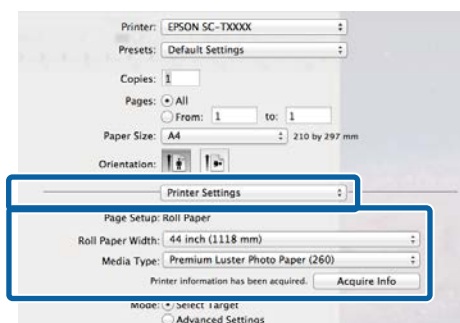 Printer: EPSON SC-TXXXX
Presets: Default Settings
Copies: 1
Pages: All
From: 1 to: 1
Paper Size: A4 210 by 297 mm
Orientation:
Printer Settings
Page Setup: Roll Paper
Roll Paper Width: 44 inch (1118 mm)
Media Type: Premium Luster Photo Paper (260)
Printer information has been acquired. Acquire Info
Mode: Select Target
Advanced Settings